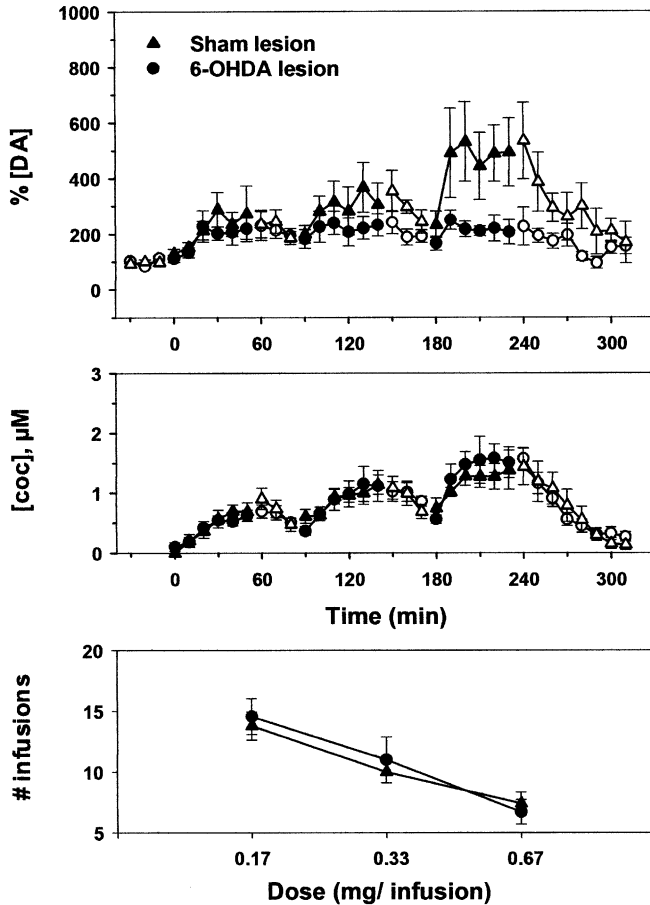 1000
800
600
400
200
0
% [DA]
Sham lesion
6-OHDA lesion
0 60 120 180 240 300
3
2
1
0
[coc], µM
0 60 120 180 240 300
Time (min)
20
15
10
5
# infusions
0.17 0.33 0.67
Dose (mg/ infusion)